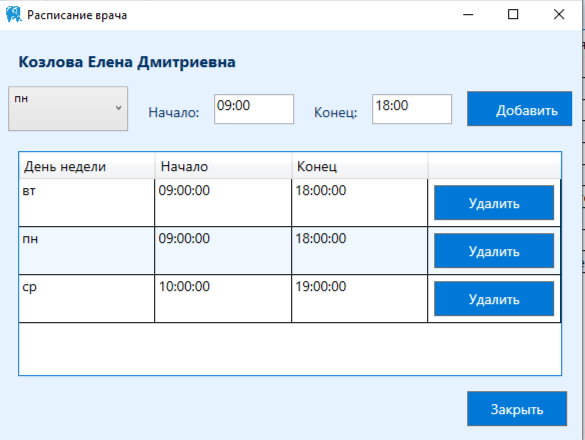 Расписание врача
Козлова Елена Дмитриевна
пн Начало: 09:00 Конец: 18:00 Добавить
День недели Начало Конец
вт 09:00:00 18:00:00 Удалить
пн 09:00:00 18:00:00 Удалить
ср 10:00:00 19:00:00 Удалить
Закрыть